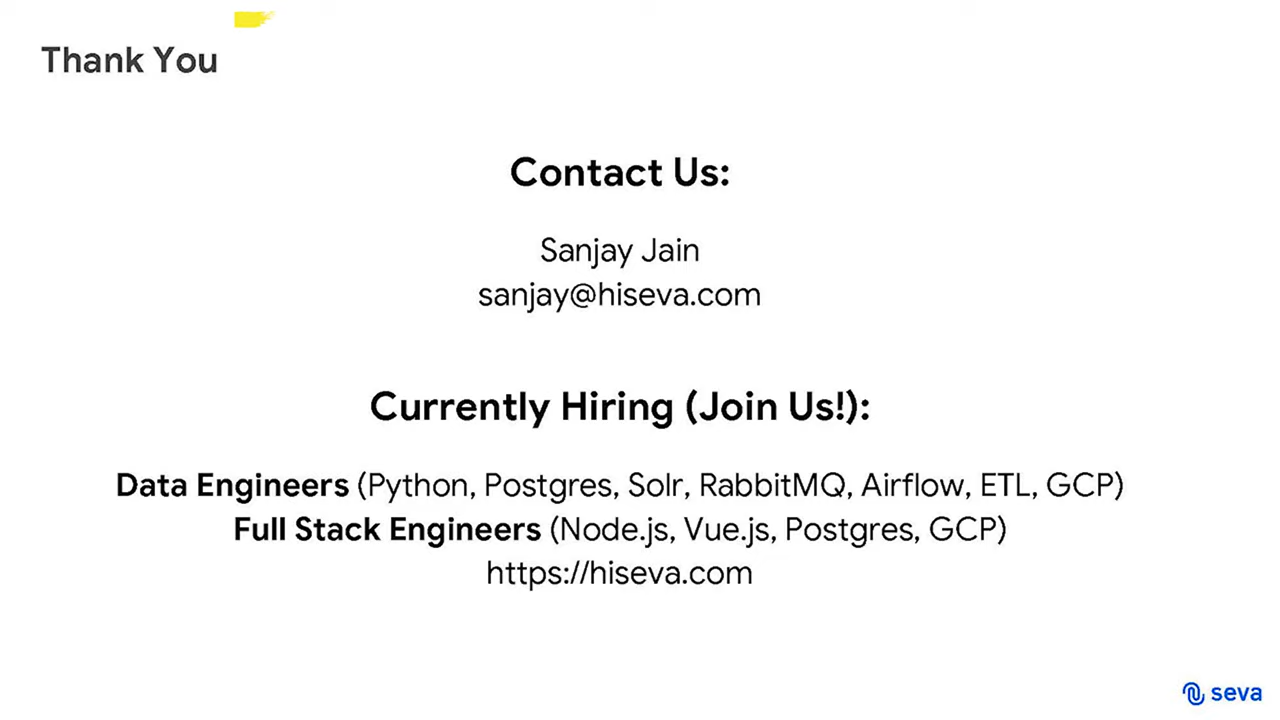 Thank You
Contact Us:
Sanjay Jain
sanjay@hiseva.com
Currently Hiring (Join Us!):
Data Engineers (Python, Postgres, Solr, RabbitMQ, Airflow, ETL, GCP)
Full Stack Engineers (Node.js, Vue.js, Postgres, GCP)
https://hiseva.com
seva